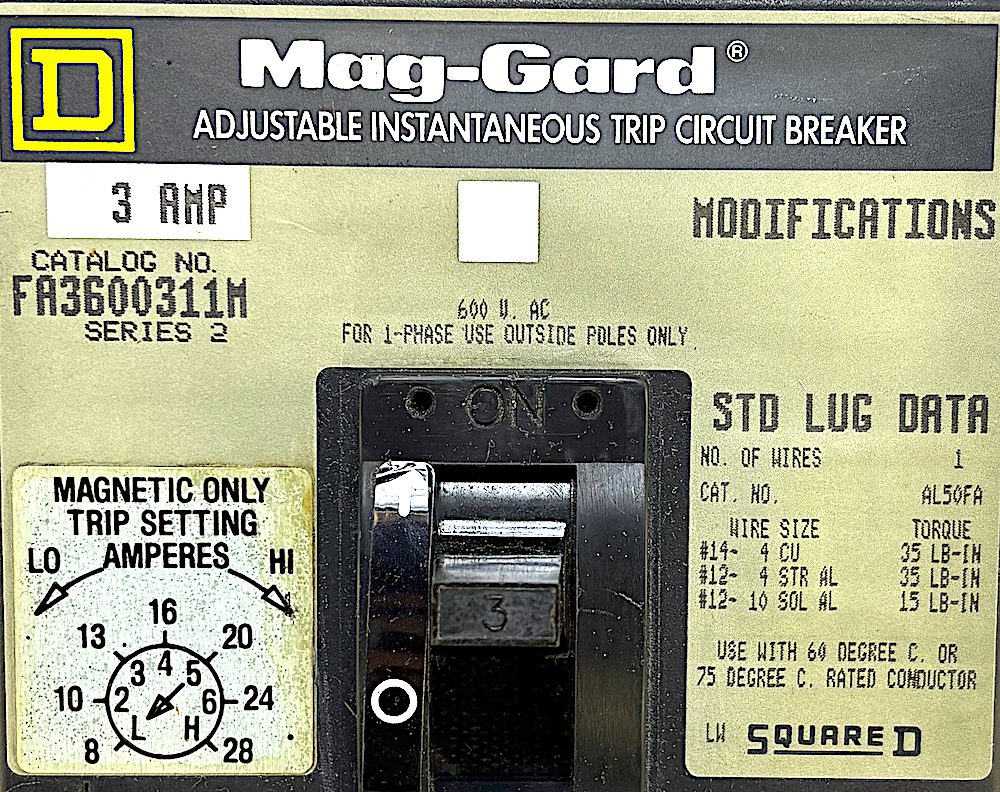 D
Mag-Gard®
ADJUSTABLE INSTANTANEOUS TRIP CIRCUIT BREAKER
3 AMP
CATALOG NO.
FA3600311M
SERIES 2
600 V. AC
FOR 1-PHASE USE OUTSIDE POLES ONLY
MODIFICATIONS
ON
3
I
O
MAGNETIC ONLY
TRIP SETTING
AMPERES
LO HI
16
13 20
10 24
8 28
3 4 5
2 6
L H
STD LUG DATA
NO. OF WIRES 1
CAT. NO. AL50FA
WIRE SIZE TORQUE
#14- 4 CU 35 LB-IN
#12- 4 STR AL 35 LB-IN
#12- 10 SOL AL 15 LB-IN
USE WITH 60 DEGREE C. OR
75 DEGREE C. RATED CONDUCTOR
LW SQUARE D